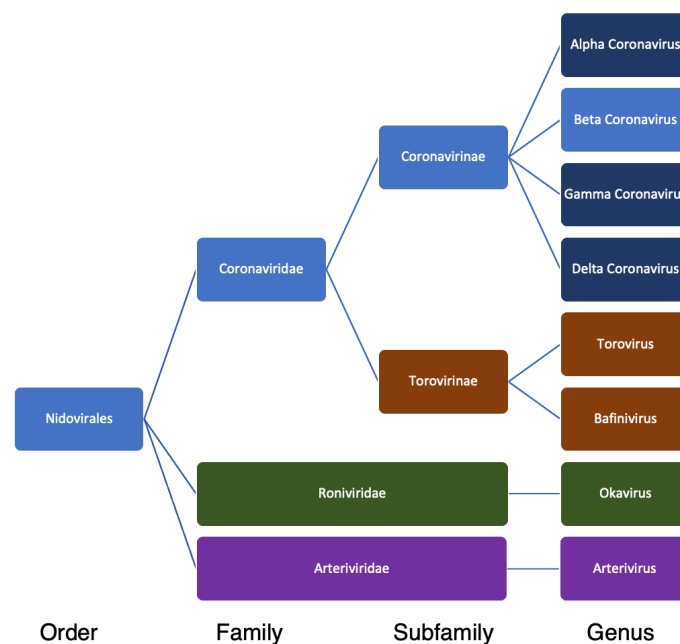 Alpha Coronavirus
Beta Coronavirus
Coronavirinae
Gamma Coronavirus
Coronaviridae
Delta Coronavirus
Torovirus
Torovirinae
Nidovirales
Bafinivirus
Roniviridae
Okavirus
Arteriviridae
Arterivirus
Order
Family
Subfamily
Genus